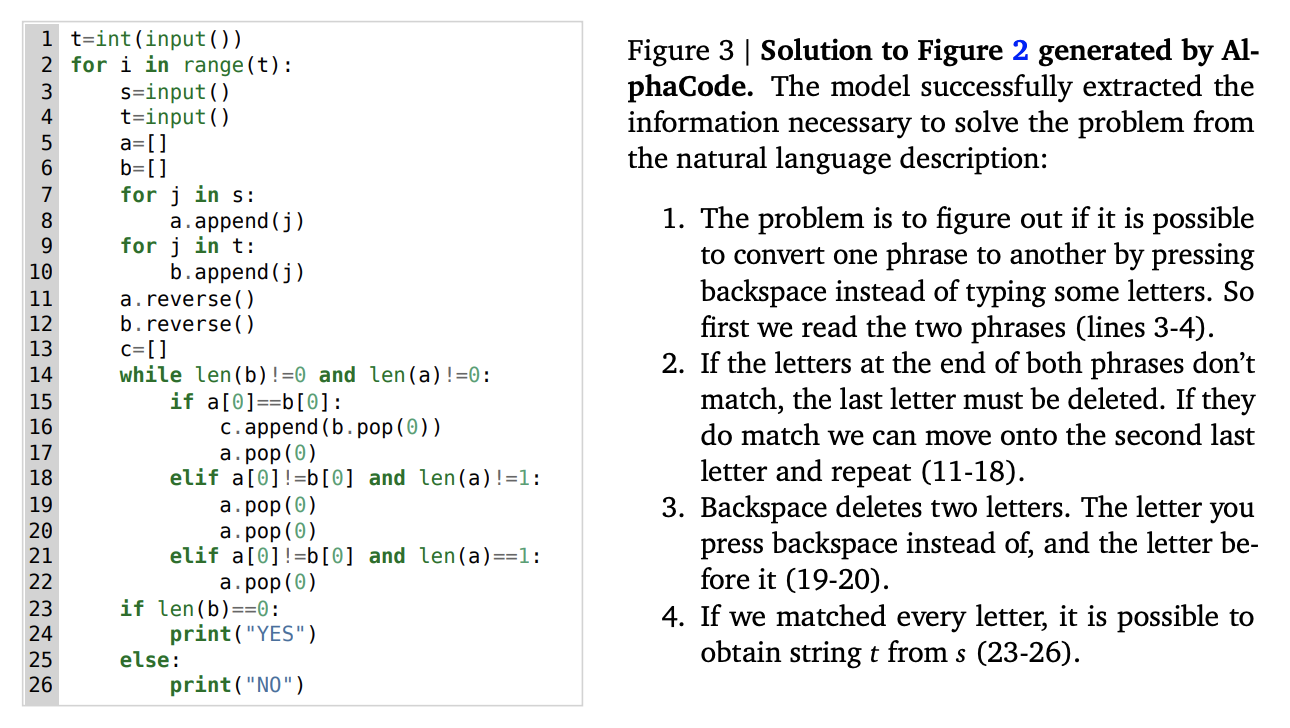 1 t=int(input())
2 for i in range(t):
3     s=input()
4     t=input()
5     a=[]
6     b=[]
7     for j in s:
8         a.append(j)
9     for j in t:
10         b.append(j)
11     a.reverse()
12     b.reverse()
13     c=[]
14     while len(b)!=0 and len(a)!=0:
15         if a[0]==b[0]:
16             c.append(b.pop(0))
17             a.pop(0)
18         elif a[0]!=b[0] and len(a)!=1:
19             a.pop(0)
20             a.pop(0)
21         elif a[0]!=b[0] and len(a)==1:
22             a.pop(0)
23     if len(b)==0:
24         print("YES")
25     else:
26         print("NO")
Figure 3 | Solution to Figure 2 generated by Al-
phaCode. The model successfully extracted the
information necessary to solve the problem from
the natural language description:
1. The problem is to figure out if it is possible
to convert one phrase to another by pressing
backspace instead of typing some letters. So
first we read the two phrases (lines 3-4).
2. If the letters at the end of both phrases don’t
match, the last letter must be deleted. If they
do match we can move onto the second last
letter and repeat (11-18).
3. Backspace deletes two letters. The letter you
press backspace instead of, and the letter be-
fore it (19-20).
4. If we matched every letter, it is possible to
obtain string t from s (23-26).